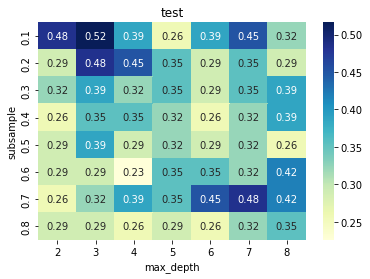 test
0.1 0.48 0.52 0.39 0.26 0.39 0.45 0.32
0.2 0.29 0.48 0.45 0.35 0.29 0.35 0.29
0.3 0.32 0.39 0.32 0.35 0.29 0.35 0.39
0.4 0.26 0.35 0.35 0.32 0.26 0.32 0.39
0.5 0.29 0.39 0.29 0.32 0.29 0.32 0.26
0.6 0.29 0.29 0.23 0.35 0.35 0.32 0.42
0.7 0.26 0.32 0.39 0.35 0.45 0.48 0.42
0.8 0.29 0.29 0.26 0.29 0.26 0.32 0.35
2 3 4 5 6 7 8
max_depth
subsample
0.50
0.45
0.40
0.35
0.30
0.25